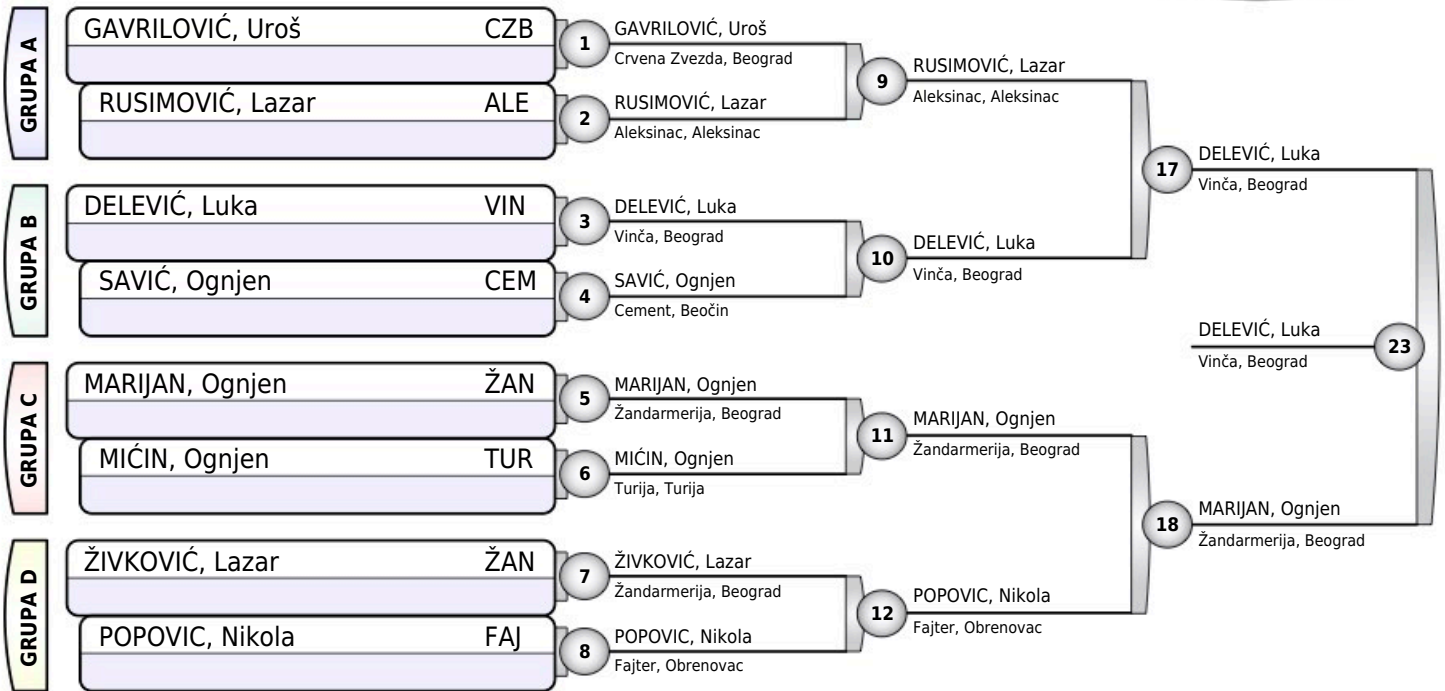 GRUPA A
GAVRILOVIĆ, Uroš CZB
RUSIMOVIĆ, Lazar ALE
GRUPA B
DELEVIĆ, Luka VIN
SAVIĆ, Ognjen CEM
GRUPA C
MARIJAN, Ognjen ŽAN
MIĆIN, Ognjen TUR
GRUPA D
ŽIVKOVIĆ, Lazar ŽAN
POPOVIC, Nikola FAJ
1
GAVRILOVIĆ, Uroš
Crvena Zvezda, Beograd
2
RUSIMOVIĆ, Lazar
Aleksinac, Aleksinac
3
DELEVIĆ, Luka
Vinča, Beograd
4
SAVIĆ, Ognjen
Cement, Beočin
5
MARIJAN, Ognjen
Žandarmerija, Beograd
6
MIĆIN, Ognjen
Turija, Turija
7
ŽIVKOVIĆ, Lazar
Žandarmerija, Beograd
8
POPOVIC, Nikola
Fajter, Obrenovac
9
RUSIMOVIĆ, Lazar
Aleksinac, Aleksinac
10
DELEVIĆ, Luka
Vinča, Beograd
11
MARIJAN, Ognjen
Žandarmerija, Beograd
12
POPOVIC, Nikola
Fajter, Obrenovac
17
DELEVIĆ, Luka
Vinča, Beograd
18
MARIJAN, Ognjen
Žandarmerija, Beograd
DELEVIĆ, Luka
Vinča, Beograd
23